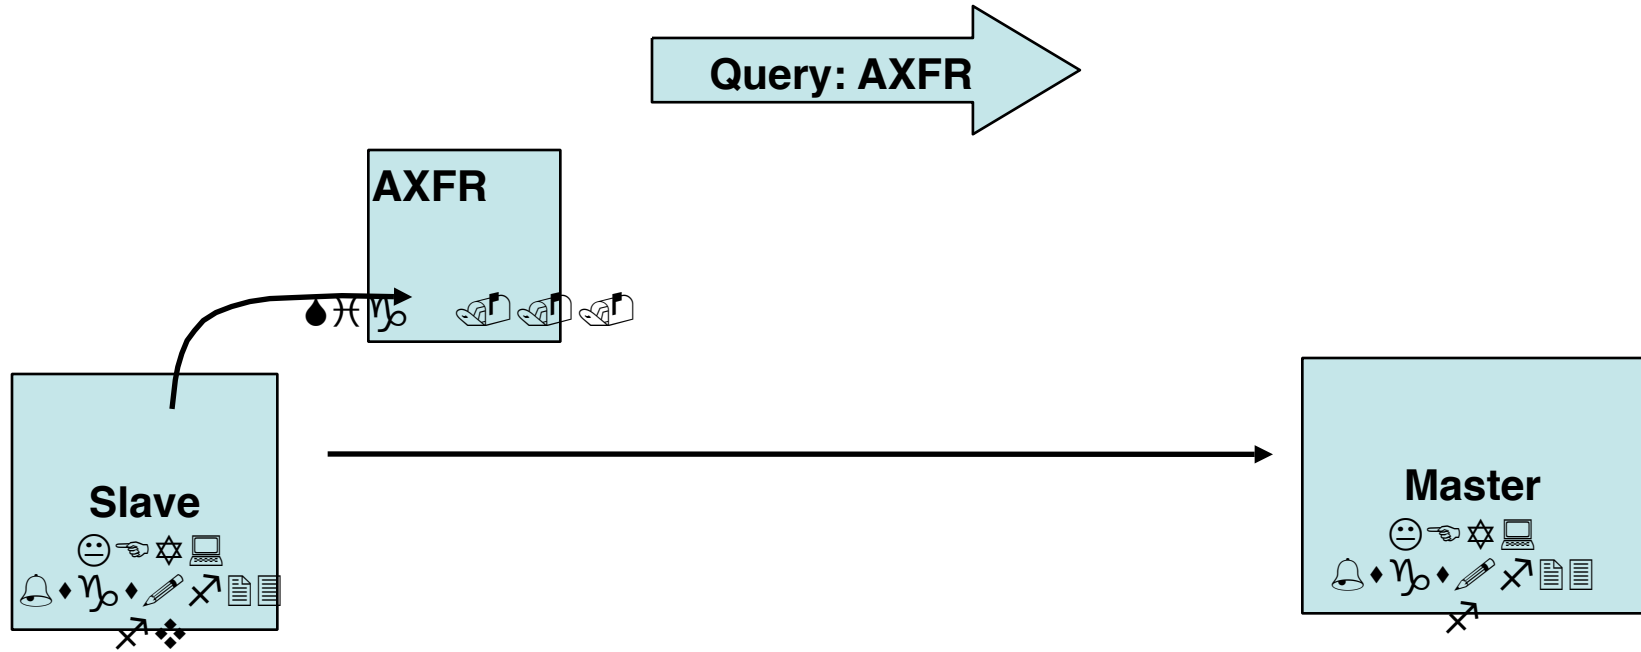 Query: AXFR
AXFR
💧♓♑ 📬📬📬
Slave
😐☜✡💻
🔔⬧♑⬧✏♐🖹🗏
♐❖
Master
😐☜✡💻
🔔⬧♑⬧✏♐🖹🗏
♐